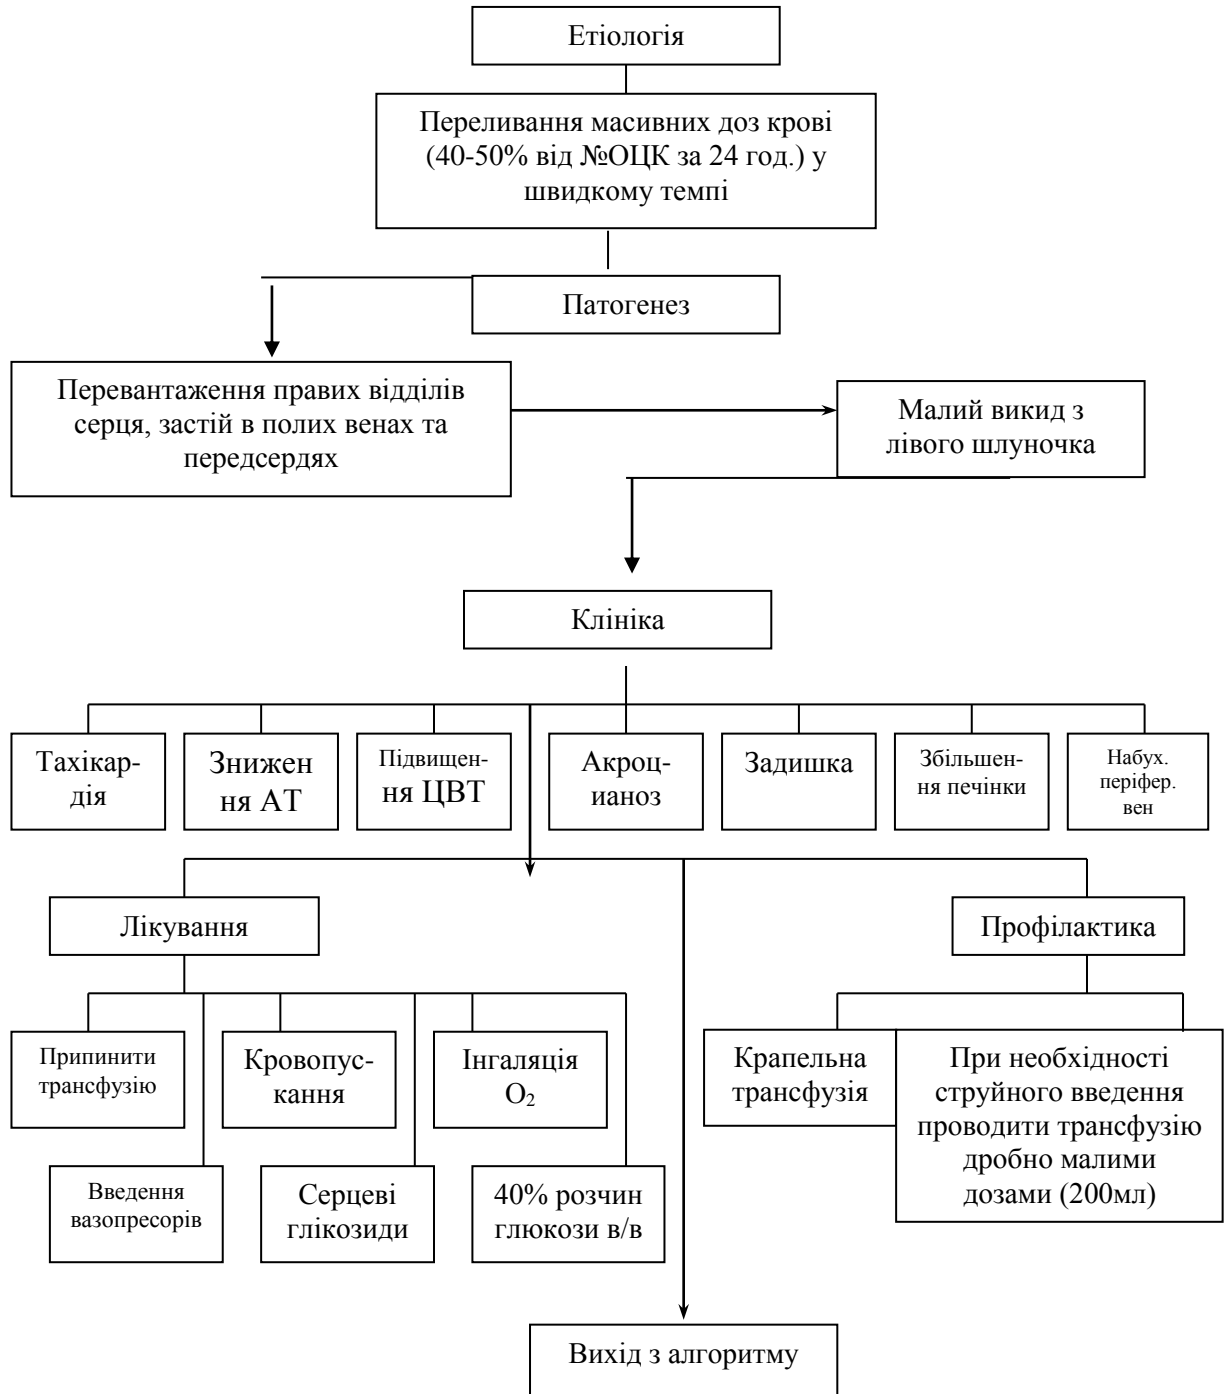 Етіологія
Переливання масивних доз крові
(40-50% від №ОЦК за 24 год.) у
швидкому темпі
Патогенез
Перевантаження правих відділів
серця, застій в полих венах та
передсердях
Малий викид з
лівого шлуночка
Клініка
Тахікар-
дія
Знижен
ня АТ
Підвищен-
ня ЦВТ
Акроц-
ианоз
Задишка
Збільшен-
ня печінки
Набух.
періфер.
вен
Лікування
Профілактика
Припинити
трансфузію
Кровопус-
кання
Інгаляція
O₂
Крапельна
трансфузія
При необхідності
струйного введення
проводити трансфузію
дробно малими
дозами (200мл)
Введення
вазопресорів
Серцеві
глікозиди
40% розчин
глюкози в/в
Вихід з алгоритму